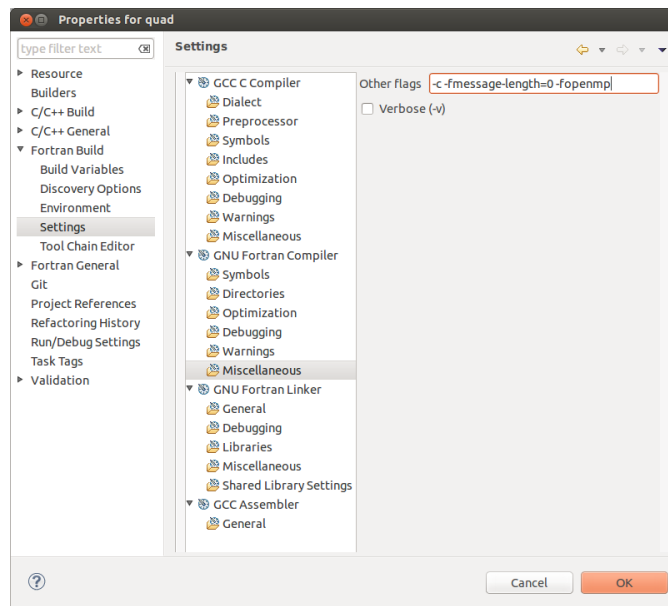 Properties for quad
type filter text
Settings
Resource
Builders
C/C++ Build
C/C++ General
Fortran Build
Build Variables
Discovery Options
Environment
Settings
Tool Chain Editor
Fortran General
Git
Project References
Refactoring History
Run/Debug Settings
Task Tags
Validation
GCC C Compiler
Dialect
Preprocessor
Symbols
Includes
Optimization
Debugging
Warnings
Miscellaneous
GNU Fortran Compiler
Symbols
Directories
Optimization
Debugging
Warnings
Miscellaneous
GNU Fortran Linker
General
Debugging
Libraries
Miscellaneous
Shared Library Settings
GCC Assembler
General
Other flags -c -fmessage-length=0 -fopenmp
Verbose (-v)
Cancel OK